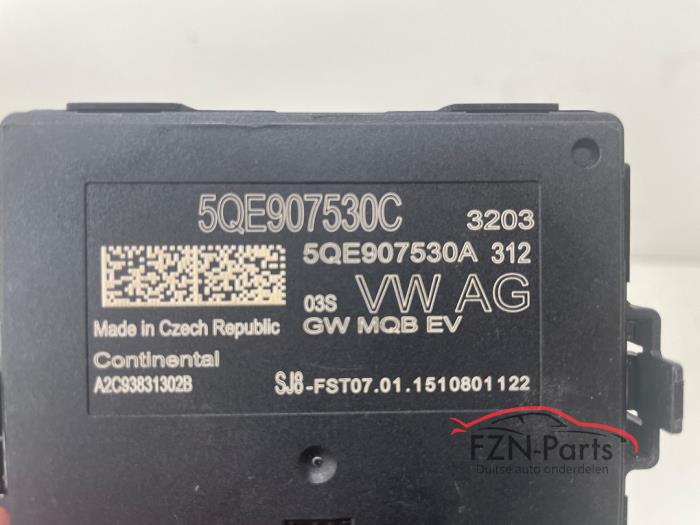 5QE907530C 3203
5QE907530A 312
03S VW AG
Made in Czech Republic GW MQB EV
Continental
A2C93831302B SJ8-FST07.01.1510801122
FZN-Parts
Duitse auto onderdelen